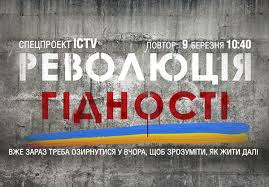 СПЕЦПРОЕКТ ICTV
ПОВТОР: 9 БЕРЕЗНЯ 10:40
РЕВОЛЮЦІЯ
ГІДНОСТІ
ВЖЕ ЗАРАЗ ТРЕБА ОЗИРНУТИСЯ У ВЧОРА, ЩОБ ЗРОЗУМІТИ, ЯК ЖИТИ ДАЛІ